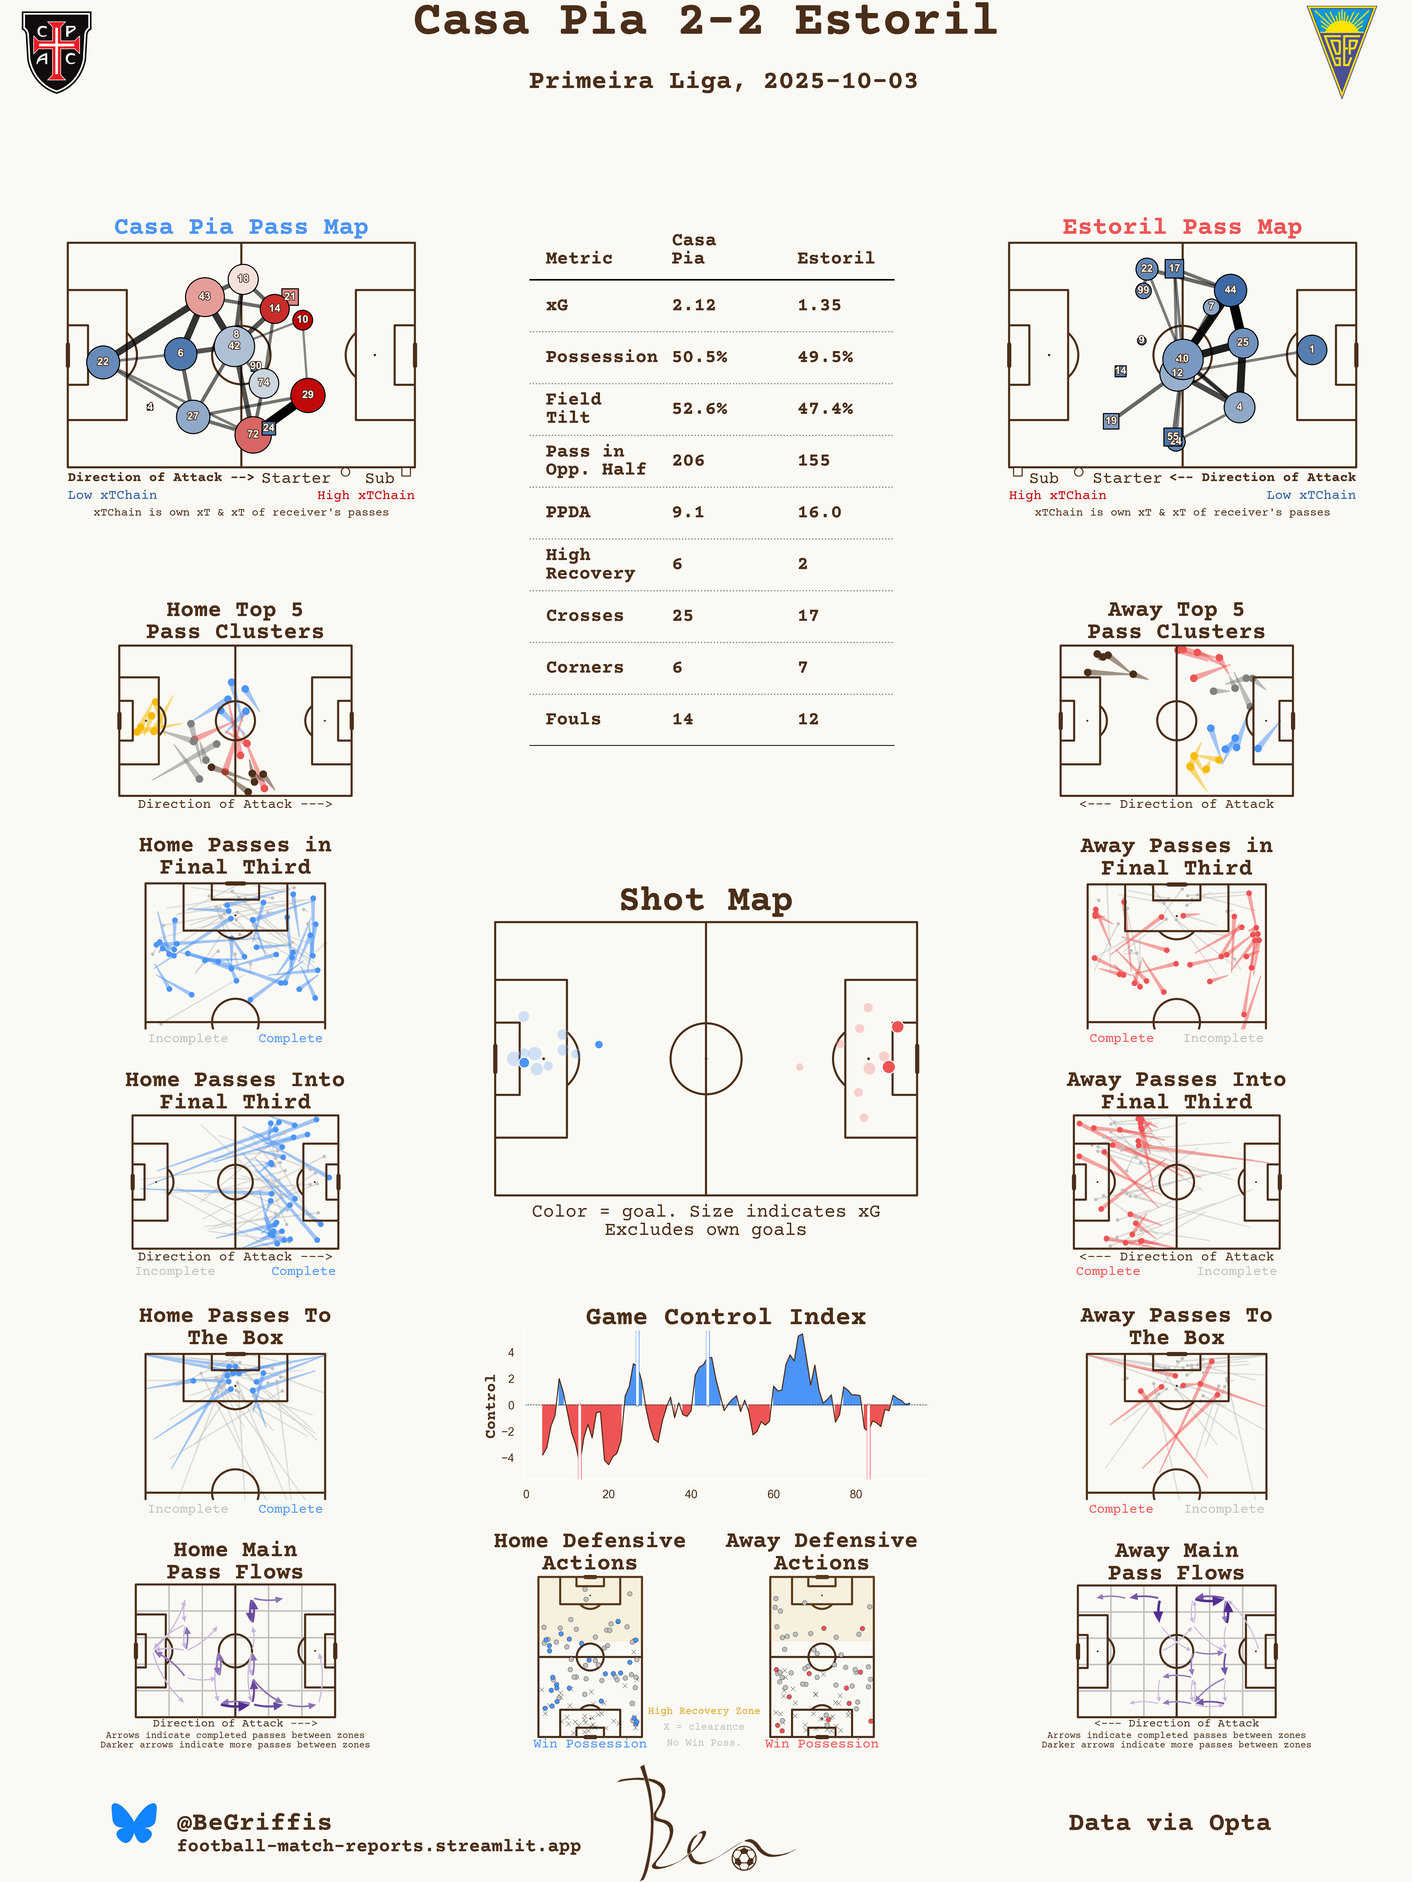 Casa Pia 2-2 Estoril
Primeira Liga, 2025-10-03
C P
A C
GDEP
Casa Pia Pass Map
18
43
21
14
10
8
42
6
22
90
74
29
4
27
72
24
Direction of Attack --> Starter Sub
Low xTChain High xTChain
xTChain is own xT & xT of receiver's passes
Metric Casa Pia Estoril
xG 2.12 1.35
Possession 50.5% 49.5%
Field Tilt 52.6% 47.4%
Pass in Opp. Half 206 155
PPDA 9.1 16.0
High Recovery 6 2
Crosses 25 17
Corners 6 7
Fouls 14 12
Estoril Pass Map
22
17
99
44
7
9
25
1
10
14
12
19
4
55
24
Sub Starter <-- Direction of Attack
High xTChain Low xTChain
xTChain is own xT & xT of receiver's passes
Home Top 5
Pass Clusters
Direction of Attack --->
Away Top 5
Pass Clusters
<--- Direction of Attack
Home Passes in
Final Third
Incomplete Complete
Away Passes in
Final Third
Complete Incomplete
Shot Map
Color = goal. Size indicates xG
Excludes own goals
Home Passes Into
Final Third
Direction of Attack --->
Incomplete Complete
Away Passes Into
Final Third
<--- Direction of Attack
Complete Incomplete
Home Passes To
The Box
Incomplete Complete
Game Control Index
Control
4
2
0
−2
−4
0 20 40 60 80
Away Passes To
The Box
Complete Incomplete
Home Main
Pass Flows
Direction of Attack --->
Arrows indicate completed passes between zones
Darker arrows indicate more passes between zones
Home Defensive
Actions
Win Possession
High Recovery Zone
X = clearance
No Win Poss.
Away Defensive
Actions
Win Possession
Away Main
Pass Flows
<--- Direction of Attack
Arrows indicate completed passes between zones
Darker arrows indicate more passes between zones
@BeGriffis
football-match-reports.streamlit.app
Ben
Data via Opta